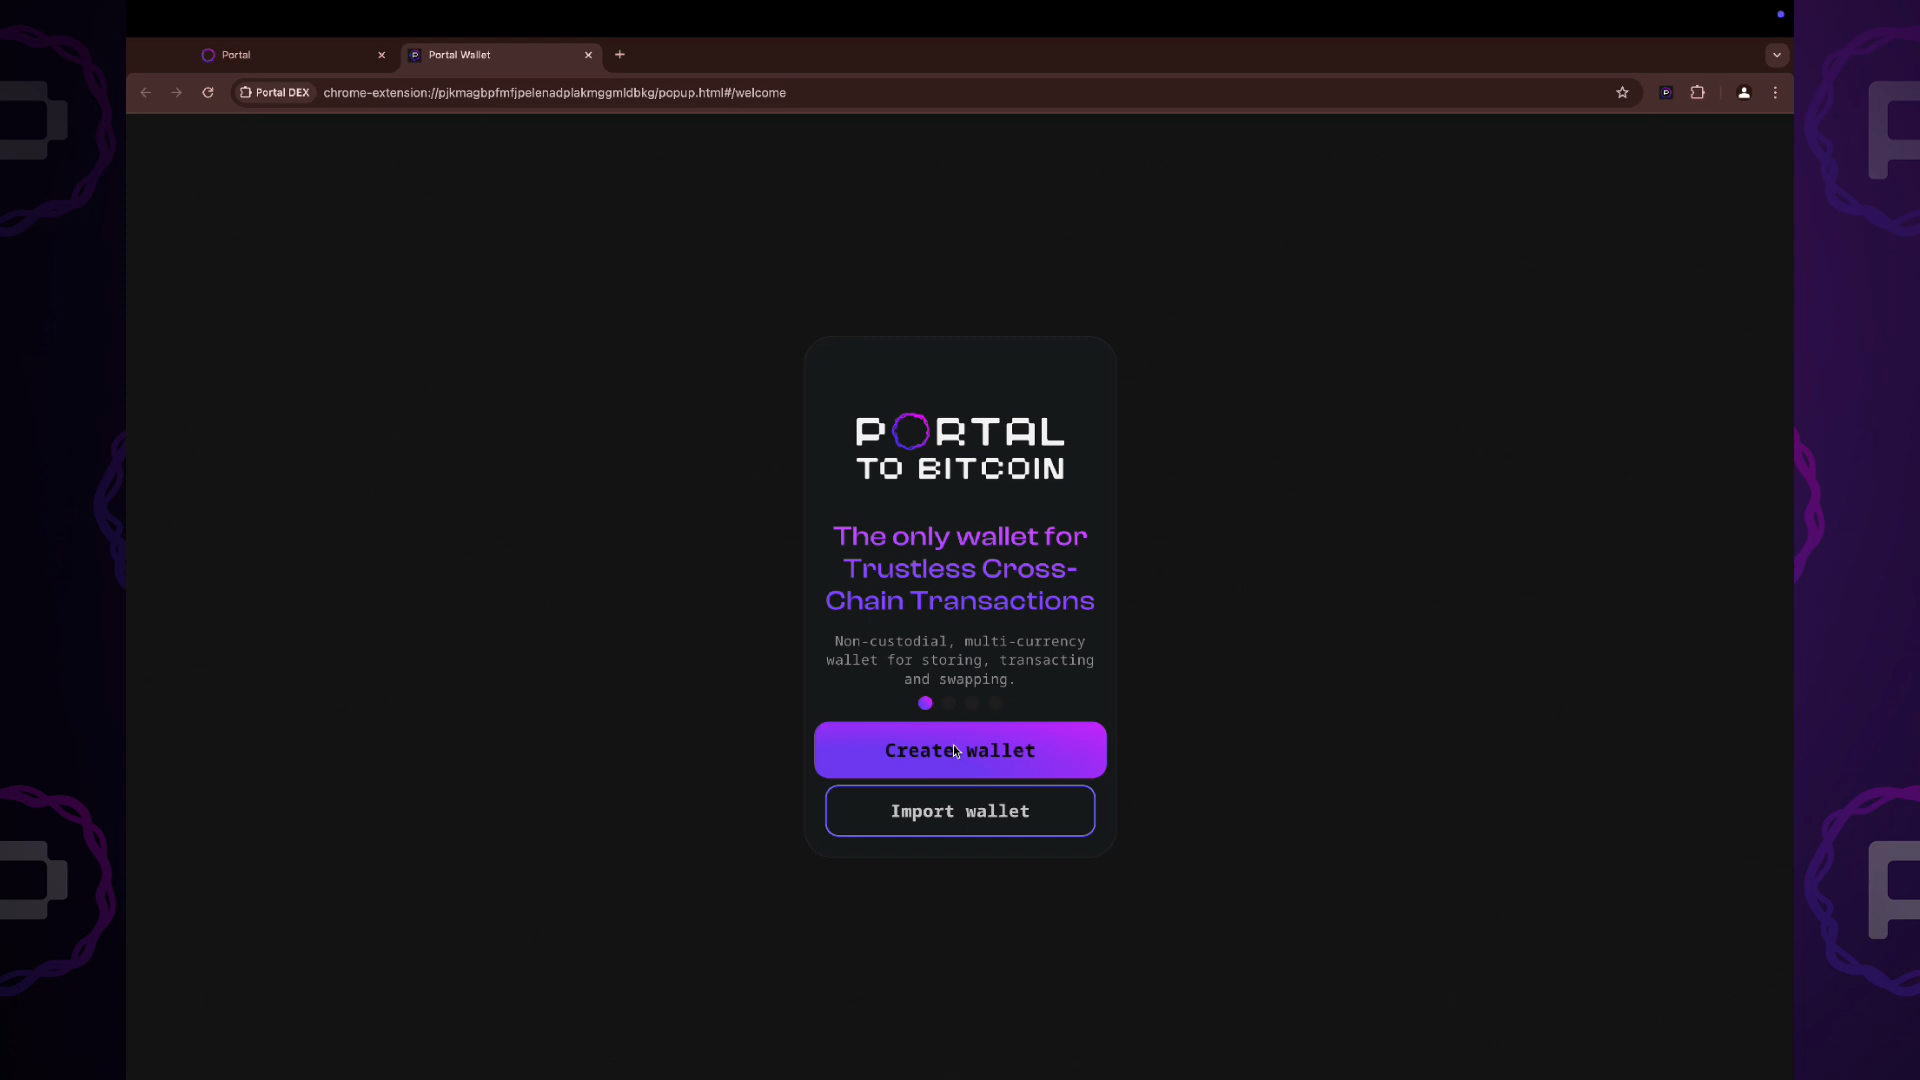 Portal
Portal Wallet
Portal DEX
chrome-extension://pjkmagbpfmfjpelenadplakmggmldbkg/popup.html#/welcome
PORTAL
TO BITCOIN
The only wallet for
Trustless Cross-
Chain Transactions
Non-custodial, multi-currency
wallet for storing, transacting
and swapping.
Create wallet
Import wallet